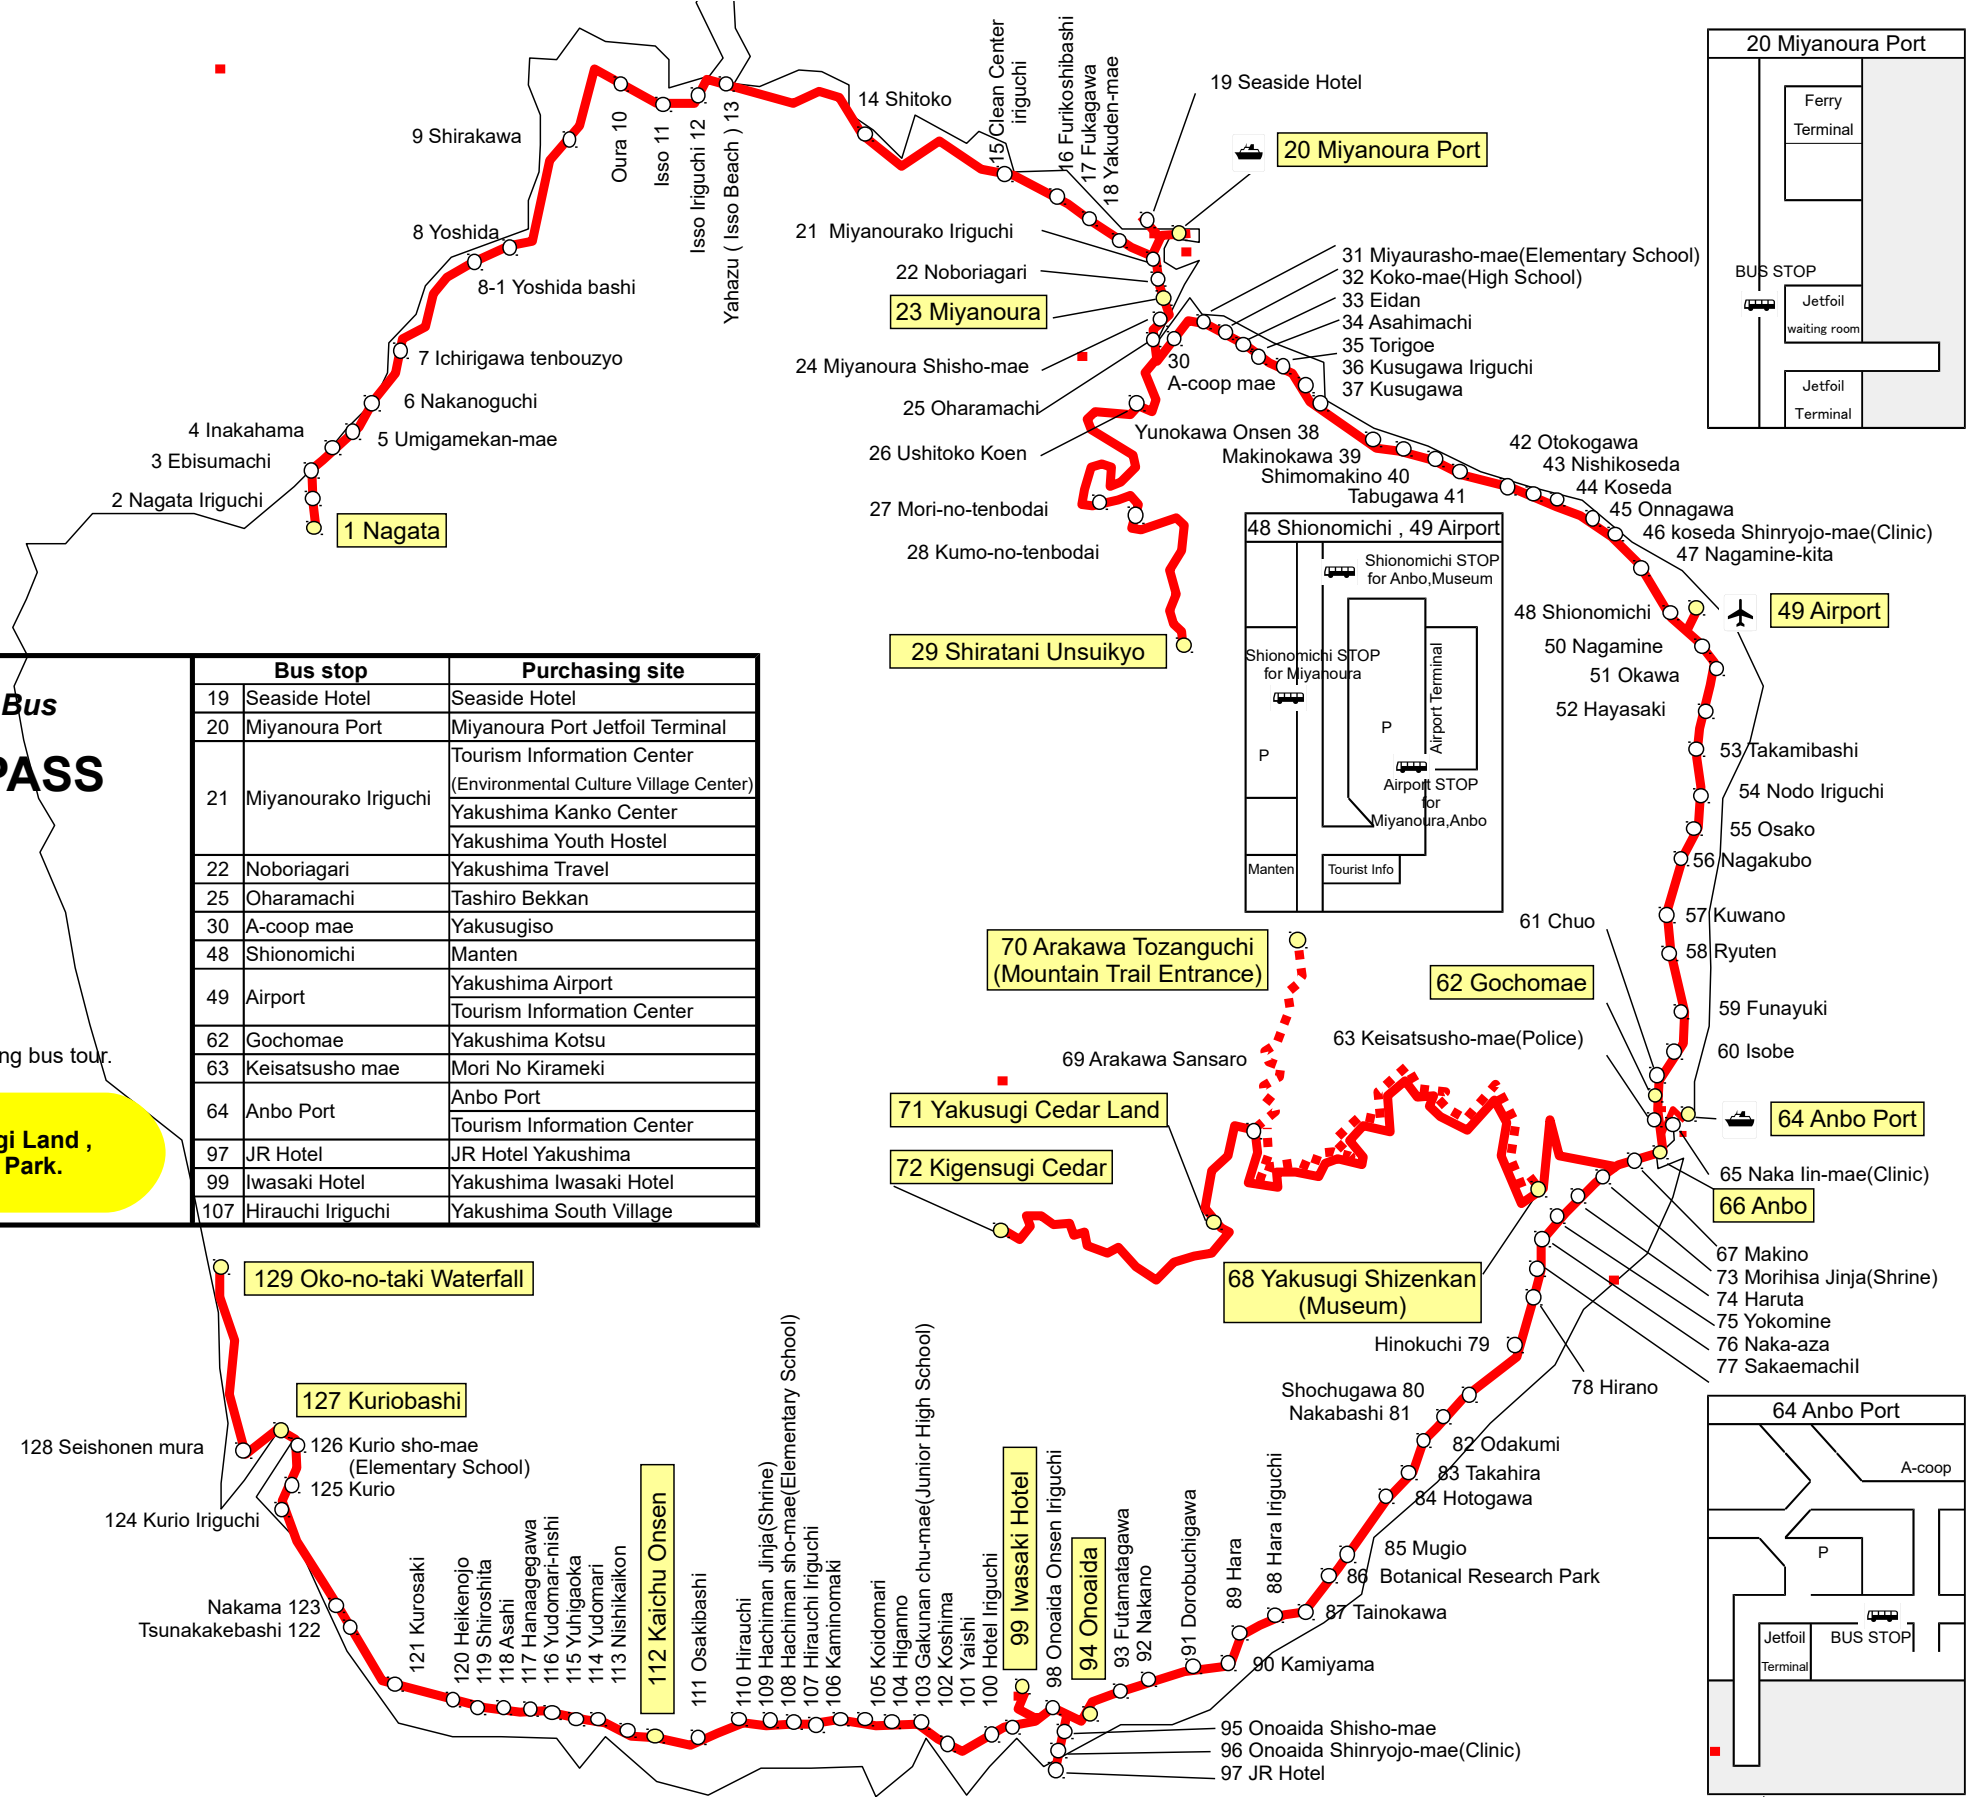 20 Miyanoura Port
Ferry
Terminal
BUS STOP
Jetfoil
waiting room
Jetfoil
Terminal
15 Clean Center
iriguchi
16 Furikoshibashi
17 Fukagawa
18 Yakuden-mae
19 Seaside Hotel
20 Miyanoura Port
14 Shitoko
9 Shirakawa
Oura 10
Isso 11
Isso Iriguchi 12
Yahazu ( Isso Beach ) 13
8 Yoshida
8-1 Yoshida bashi
7 Ichirigawa tenbouzyo
6 Nakanoguchi
5 Umigamekan-mae
4 Inakahama
3 Ebisumachi
2 Nagata Iriguchi
1 Nagata
21 Miyanourako Iriguchi
22 Noboriagari
23 Miyanoura
24 Miyanoura Shisho-mae
25 Oharamachi
26 Ushitoko Koen
27 Mori-no-tenbodai
28 Kumo-no-tenbodai
29 Shiratani Unsuikyo
30
A-coop mae
31 Miyaurasho-mae(Elementary School)
32 Koko-mae(High School)
33 Eidan
34 Asahimachi
35 Torigoe
36 Kusugawa Iriguchi
37 Kusugawa
Yunokawa Onsen 38
Makinokawa 39
Shimomakino 40
Tabugawa 41
42 Otokogawa
43 Nishikoseda
44 Koseda
45 Onnagawa
46 koseda Shinryojo-mae(Clinic)
47 Nagamine-kita
48 Shionomichi
49 Airport
50 Nagamine
51 Okawa
52 Hayasaki
53 Takamibashi
54 Nodo Iriguchi
55 Osako
56 Nagakubo
57 Kuwano
58 Ryuten
59 Funayuki
60 Isobe
48 Shionomichi , 49 Airport
Shionomichi STOP
for Anbo,Museum
Shionomichi STOP
for Miyanoura
Airport Terminal
P
P
Airport STOP
for
Miyanoura,Anbo
Manten
Tourist Info
Bus
PASS
ng bus tour.
gi Land ,
Park.
Bus stop Purchasing site
19 Seaside Hotel Seaside Hotel
20 Miyanoura Port Miyanoura Port Jetfoil Terminal
21 Miyanourako Iriguchi Tourism Information Center
(Environmental Culture Village Center)
Yakushima Kanko Center
Yakushima Youth Hostel
22 Noboriagari Yakushima Travel
25 Oharamachi Tashiro Bekkan
30 A-coop mae Yakusugiso
48 Shionomichi Manten
49 Airport Yakushima Airport
Tourism Information Center
62 Gochomae Yakushima Kotsu
63 Keisatsusho mae Mori No Kirameki
64 Anbo Port Anbo Port
Tourism Information Center
97 JR Hotel JR Hotel Yakushima
99 Iwasaki Hotel Yakushima Iwasaki Hotel
107 Hirauchi Iriguchi Yakushima South Village
61 Chuo
62 Gochomae
63 Keisatsusho-mae(Police)
64 Anbo Port
65 Naka Iin-mae(Clinic)
66 Anbo
67 Makino
68 Yakusugi Shizenkan
(Museum)
69 Arakawa Sansaro
70 Arakawa Tozanguchi
(Mountain Trail Entrance)
71 Yakusugi Cedar Land
72 Kigensugi Cedar
73 Morihisa Jinja(Shrine)
74 Haruta
75 Yokomine
76 Naka-aza
77 SakaemachiI
78 Hirano
Hinokuchi 79
Shochugawa 80
Nakabashi 81
82 Odakumi
83 Takahira
84 Hotogawa
85 Mugio
86 Botanical Research Park
87 Tainokawa
88 Hara Iriguchi
89 Hara
90 Kamiyama
91 Dorobuchigawa
92 Nakano
93 Futamatagawa
94 Onoaida
95 Onoaida Shisho-mae
96 Onoaida Shinryojo-mae(Clinic)
97 JR Hotel
98 Onoaida Onsen Iriguchi
99 Iwasaki Hotel
100 Hotel Iriguchi
101 Yaishi
102 Koshima
103 Gakunan chu-mae(Junior High School)
104 Higanno
105 Koidomari
106 Kaminomaki
107 Hirauchi Iriguchi
108 Hachiman sho-mae(Elementary School)
109 Hachiman Jinja(Shrine)
110 Hirauchi
111 Osakibashi
112 Kaichu Onsen
113 Nishikaikon
114 Yudomari
115 Yuhigaoka
116 Yudomari-nishi
117 Hanaagegawa
118 Asahi
119 Shiroshita
120 Heikenojo
121 Kurosaki
Tsunakakebashi 122
Nakama 123
124 Kurio Iriguchi
125 Kurio
126 Kurio sho-mae
(Elementary School)
127 Kuriobashi
128 Seishonen mura
129 Oko-no-taki Waterfall
64 Anbo Port
A-coop
P
Jetfoil
Terminal
BUS STOP